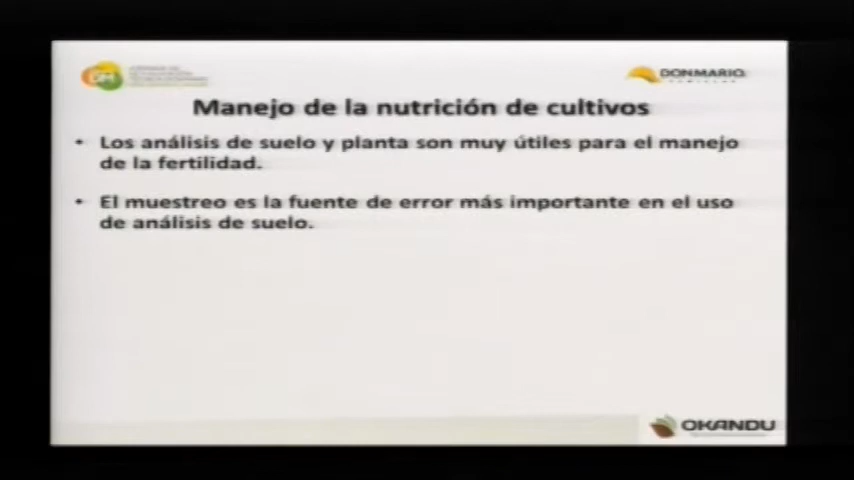 DONMARIO
Manejo de la nutrición de cultivos
• Los análisis de suelo y planta son muy útiles para el manejo
de la fertilidad.
• El muestreo es la fuente de error más importante en el uso
de análisis de suelo.
OKANDU